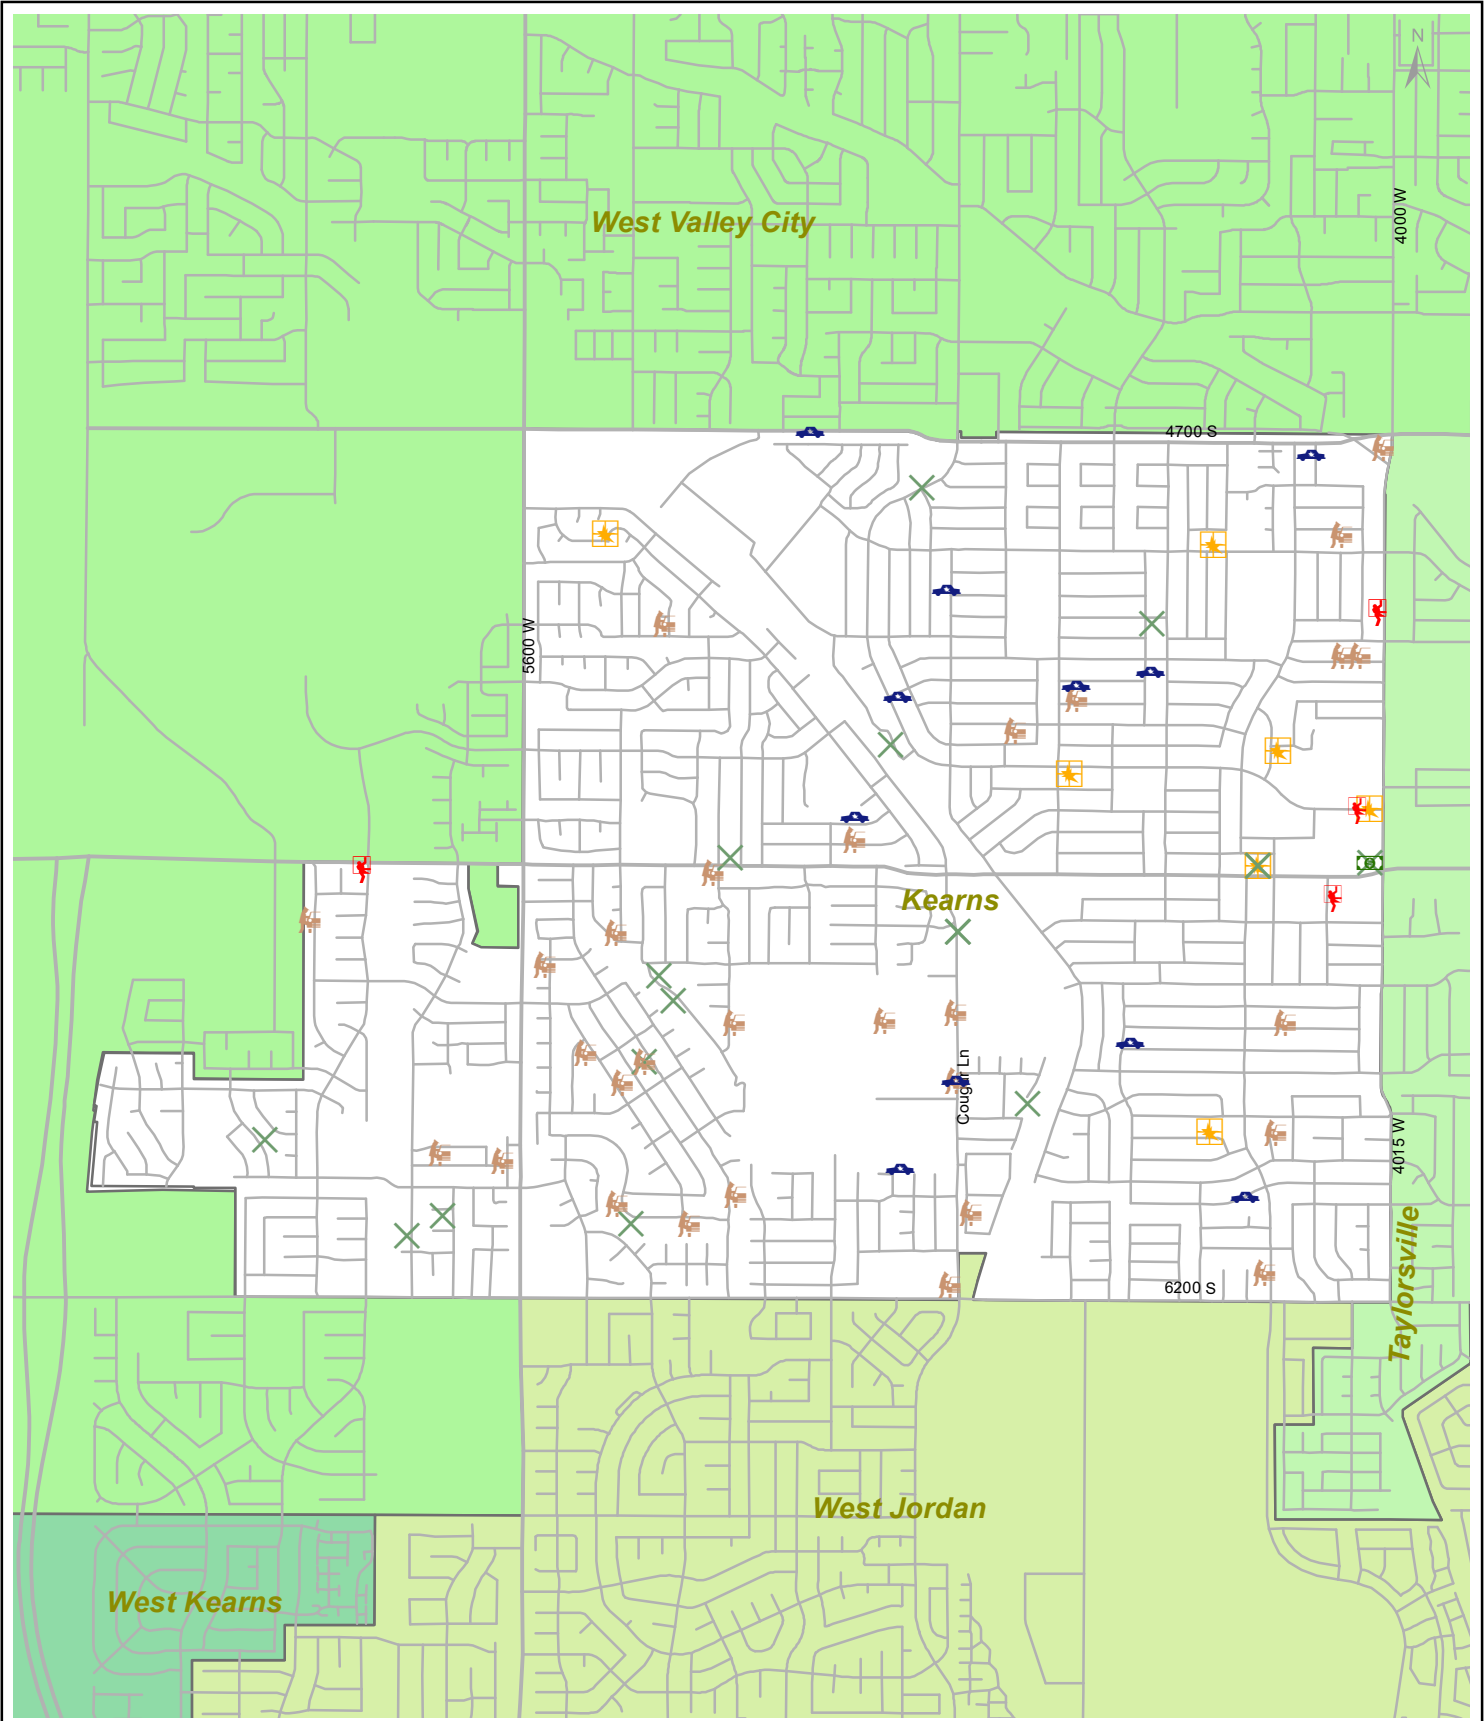 N
4000 W
West Valley City
4700 S
5600 W
Kearns
Cougar Ln
4015 W
Taylorsville
6200 S
West Jordan
West Kearns